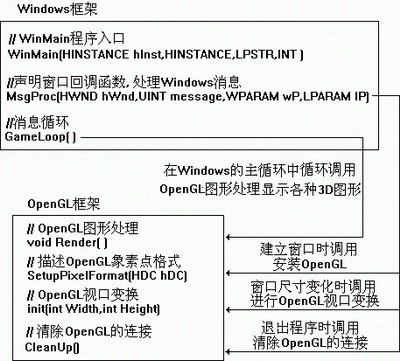 Windows框架
// WinMain程序入口
WinMain(HINSTANCE hInst,HINSTANCE,LPSTR,INT )
//声明窗口回调函数,处理Windows消息
MsgProc(HWND hWnd,UINT message,WPARAM wP,LPARAM lP)
//消息循环
GameLoop( )
在Windows的主循环中循环调用
OpenGL图形处理显示各种3D图形
OpenGL框架
// OpenGL图形处理
void Render( )
// 描述OpenGL象素点格式
SetupPixelFormat(HDC hDC)
// OpenGL视口变换
init(int Width,int Height)
// 清除OpenGL的连接
CleanUp()
建立窗口时调用
安装OpenGL
窗口尺寸变化时调用
进行OpenGL视口变换
退出程序时调用
清除OpenGL的连接